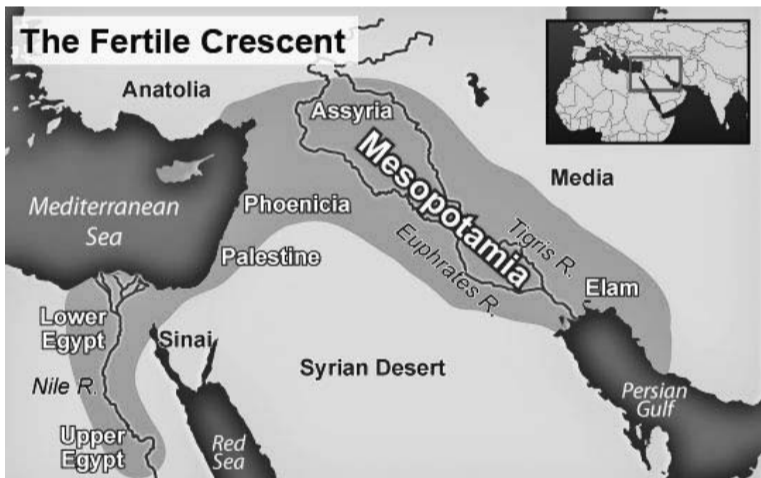 The Fertile Crescent
Anatolia
Assyria
Mesopotamia
Media
Mediterranean
Sea
Phoenicia
Tigris R.
Euphrates R.
Palestine
Elam
Lower
Egypt
Sinai
Syrian Desert
Nile R.
Persian
Gulf
Upper
Egypt
Red
Sea